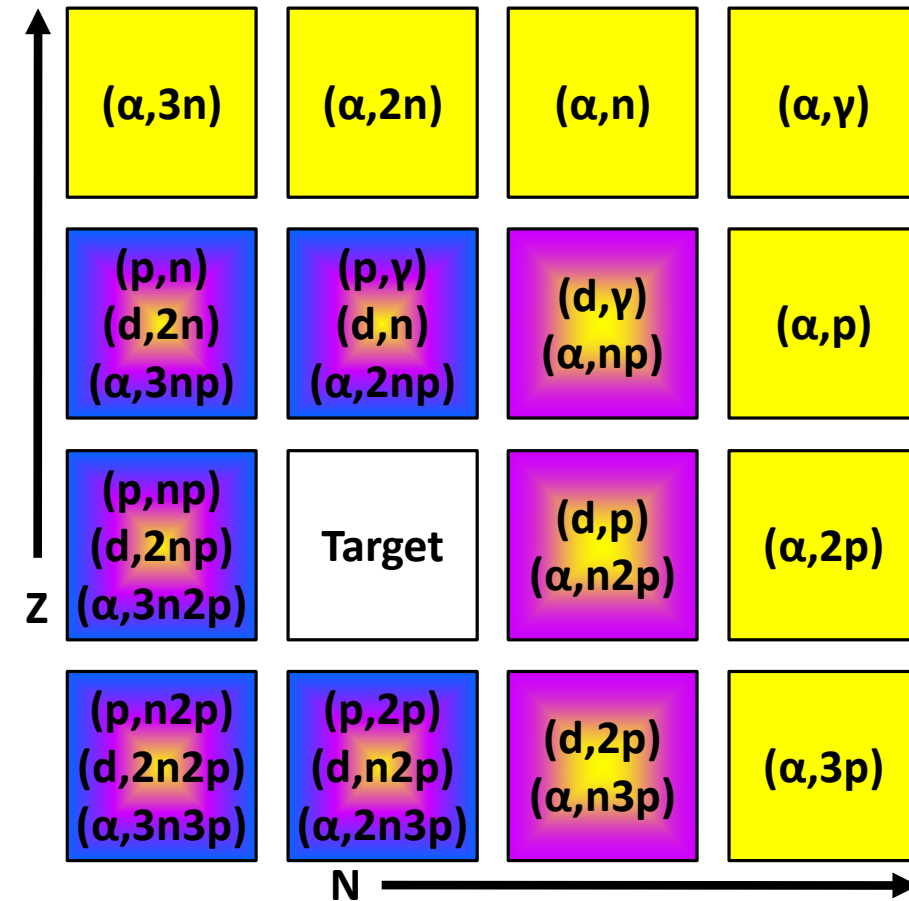 (α,3n)
(α,2n)
(α,n)
(α,γ)
(p,n)
(d,2n)
(α,3np)
(p,γ)
(d,n)
(α,2np)
(d,γ)
(α,np)
(α,p)
(p,np)
(d,2np)
(α,3n2p)
Target
(d,p)
(α,n2p)
(α,2p)
Z
(p,n2p)
(d,2n2p)
(α,3n3p)
(p,2p)
(d,n2p)
(α,2n3p)
(d,2p)
(α,n3p)
(α,3p)
N